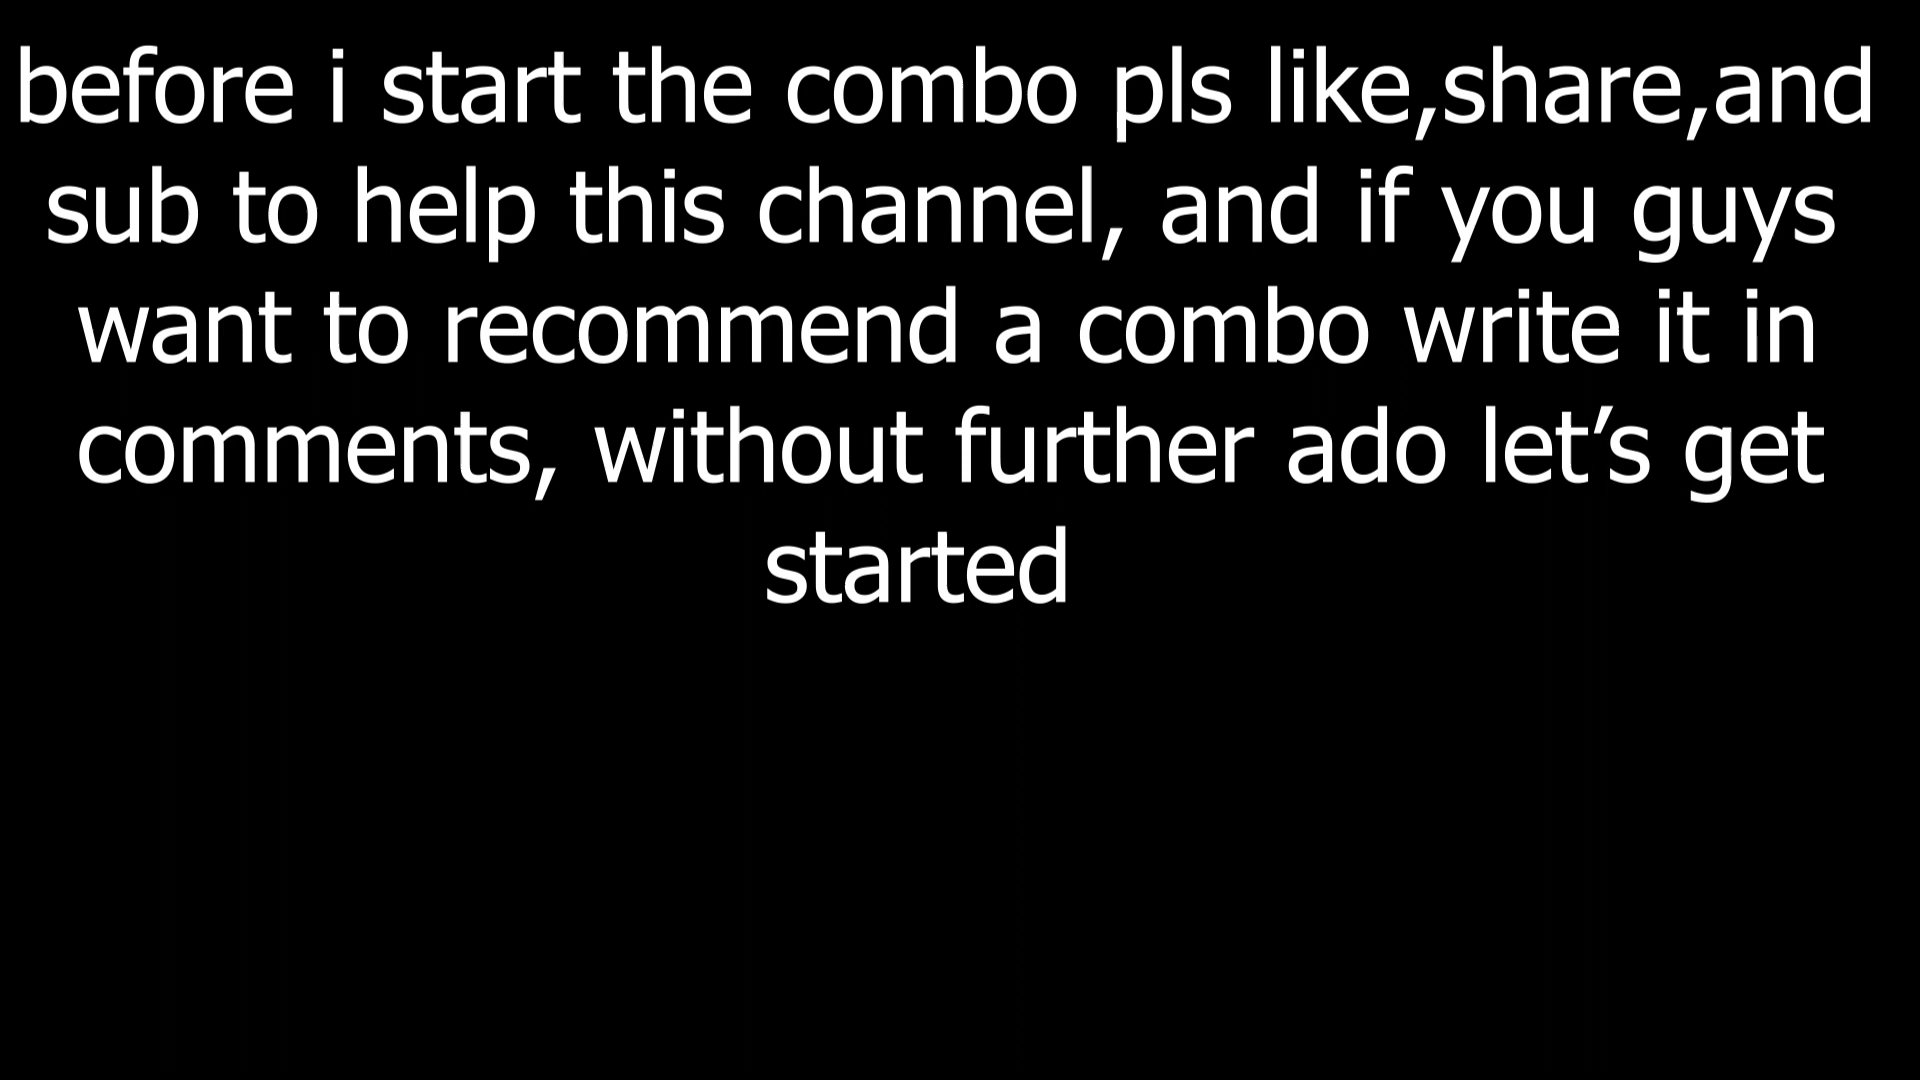 before i start the combo pls like,share,and
sub to help this channel, and if you guys
want to recommend a combo write it in
comments, without further ado let’s get
started